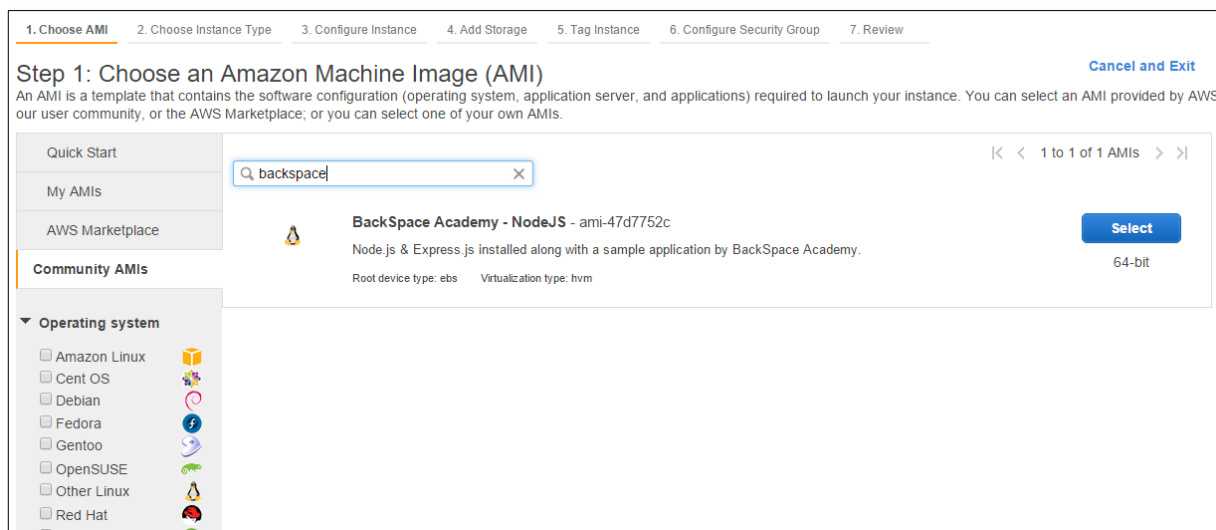 1. Choose AMI 2. Choose Instance Type 3. Configure Instance 4. Add Storage 5. Tag Instance 6. Configure Security Group 7. Review
Cancel and Exit
Step 1: Choose an Amazon Machine Image (AMI)
An AMI is a template that contains the software configuration (operating system, application server, and applications) required to launch your instance. You can select an AMI provided by AWS
our user community, or the AWS Marketplace; or you can select one of your own AMIs.
Quick Start
My AMIs
AWS Marketplace
Community AMIs
Operating system
Amazon Linux
Cent OS
Debian
Fedora
Gentoo
OpenSUSE
Other Linux
Red Hat
1 to 1 of 1 AMIs
backspace
BackSpace Academy - NodeJS - ami-47d7752c
Node.js & Express.js installed along with a sample application by BackSpace Academy.
Root device type: ebs Virtualization type: hvm
Select
64-bit